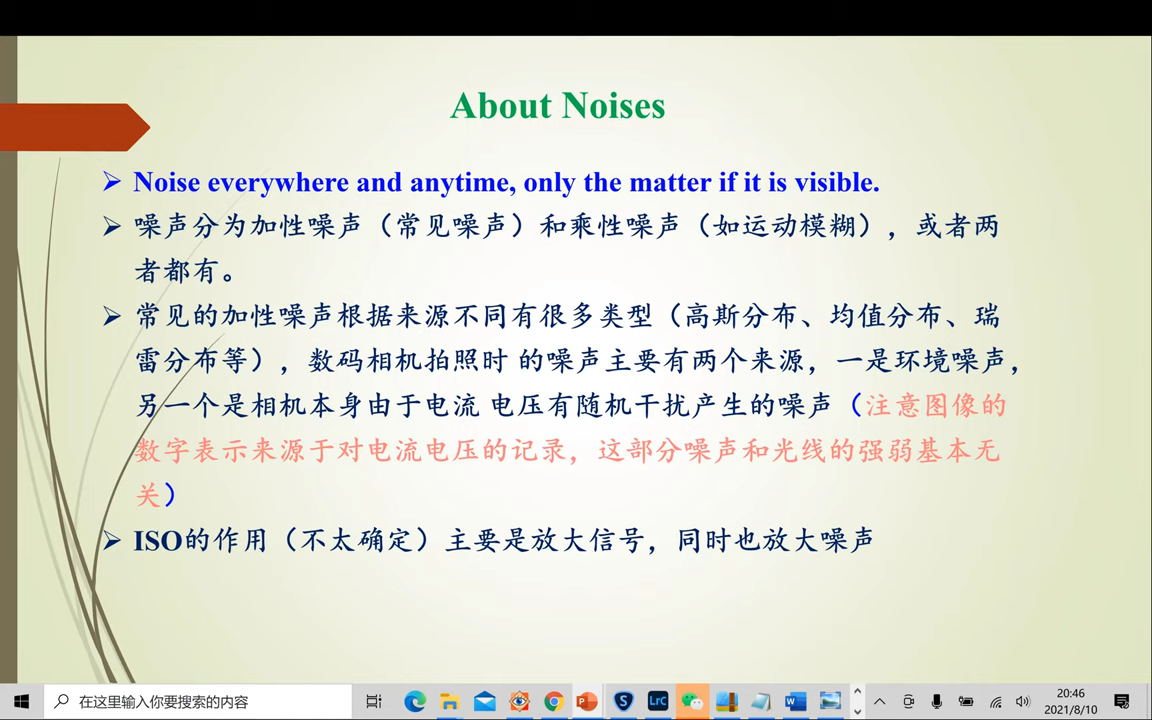 About Noises
Noise everywhere and anytime, only the matter if it is visible.
噪声分为加性噪声（常见噪声）和乘性噪声（如运动模糊），或者两
者都有。
常见的加性噪声根据来源不同有很多类型（高斯分布、均值分布、瑞
雷分布等），数码相机拍照时 的噪声主要有两个来源，一是环境噪声，
另一个是相机本身由于电流 电压有随机干扰产生的噪声（注意图像的
数字表示来源于对电流电压的记录，这部分噪声和光线的强弱基本无
关）
ISO的作用（不太确定）主要是放大信号，同时也放大噪声
在这里输入你要搜索的内容
S
LrC
20:46
2021/8/10